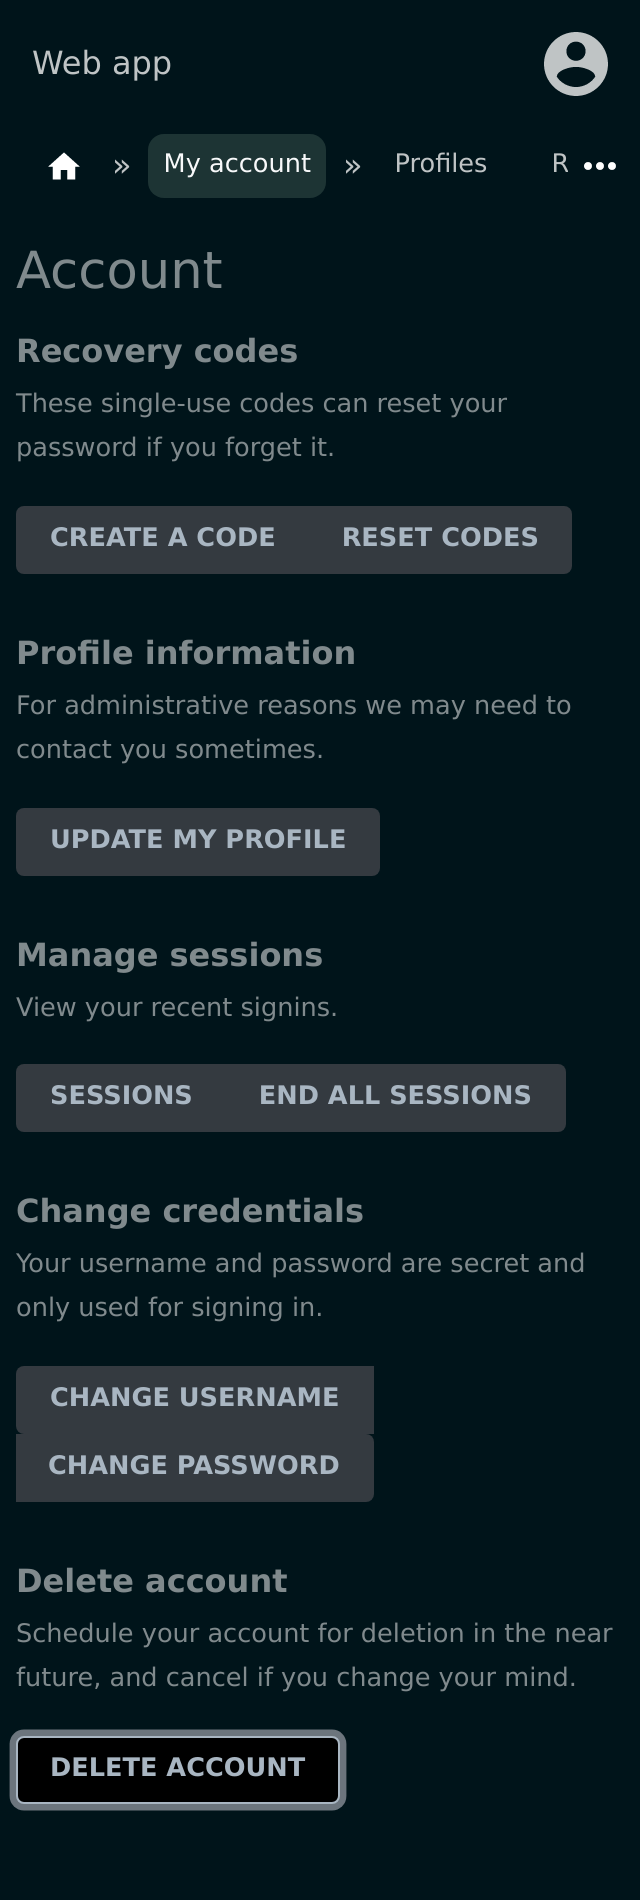 Web app
» My account » Profiles R
Account
Recovery codes
These single-use codes can reset your
password if you forget it.
CREATE A CODE RESET CODES
Profile information
For administrative reasons we may need to
contact you sometimes.
UPDATE MY PROFILE
Manage sessions
View your recent signins.
SESSIONS END ALL SESSIONS
Change credentials
Your username and password are secret and
only used for signing in.
CHANGE USERNAME
CHANGE PASSWORD
Delete account
Schedule your account for deletion in the near
future, and cancel if you change your mind.
DELETE ACCOUNT